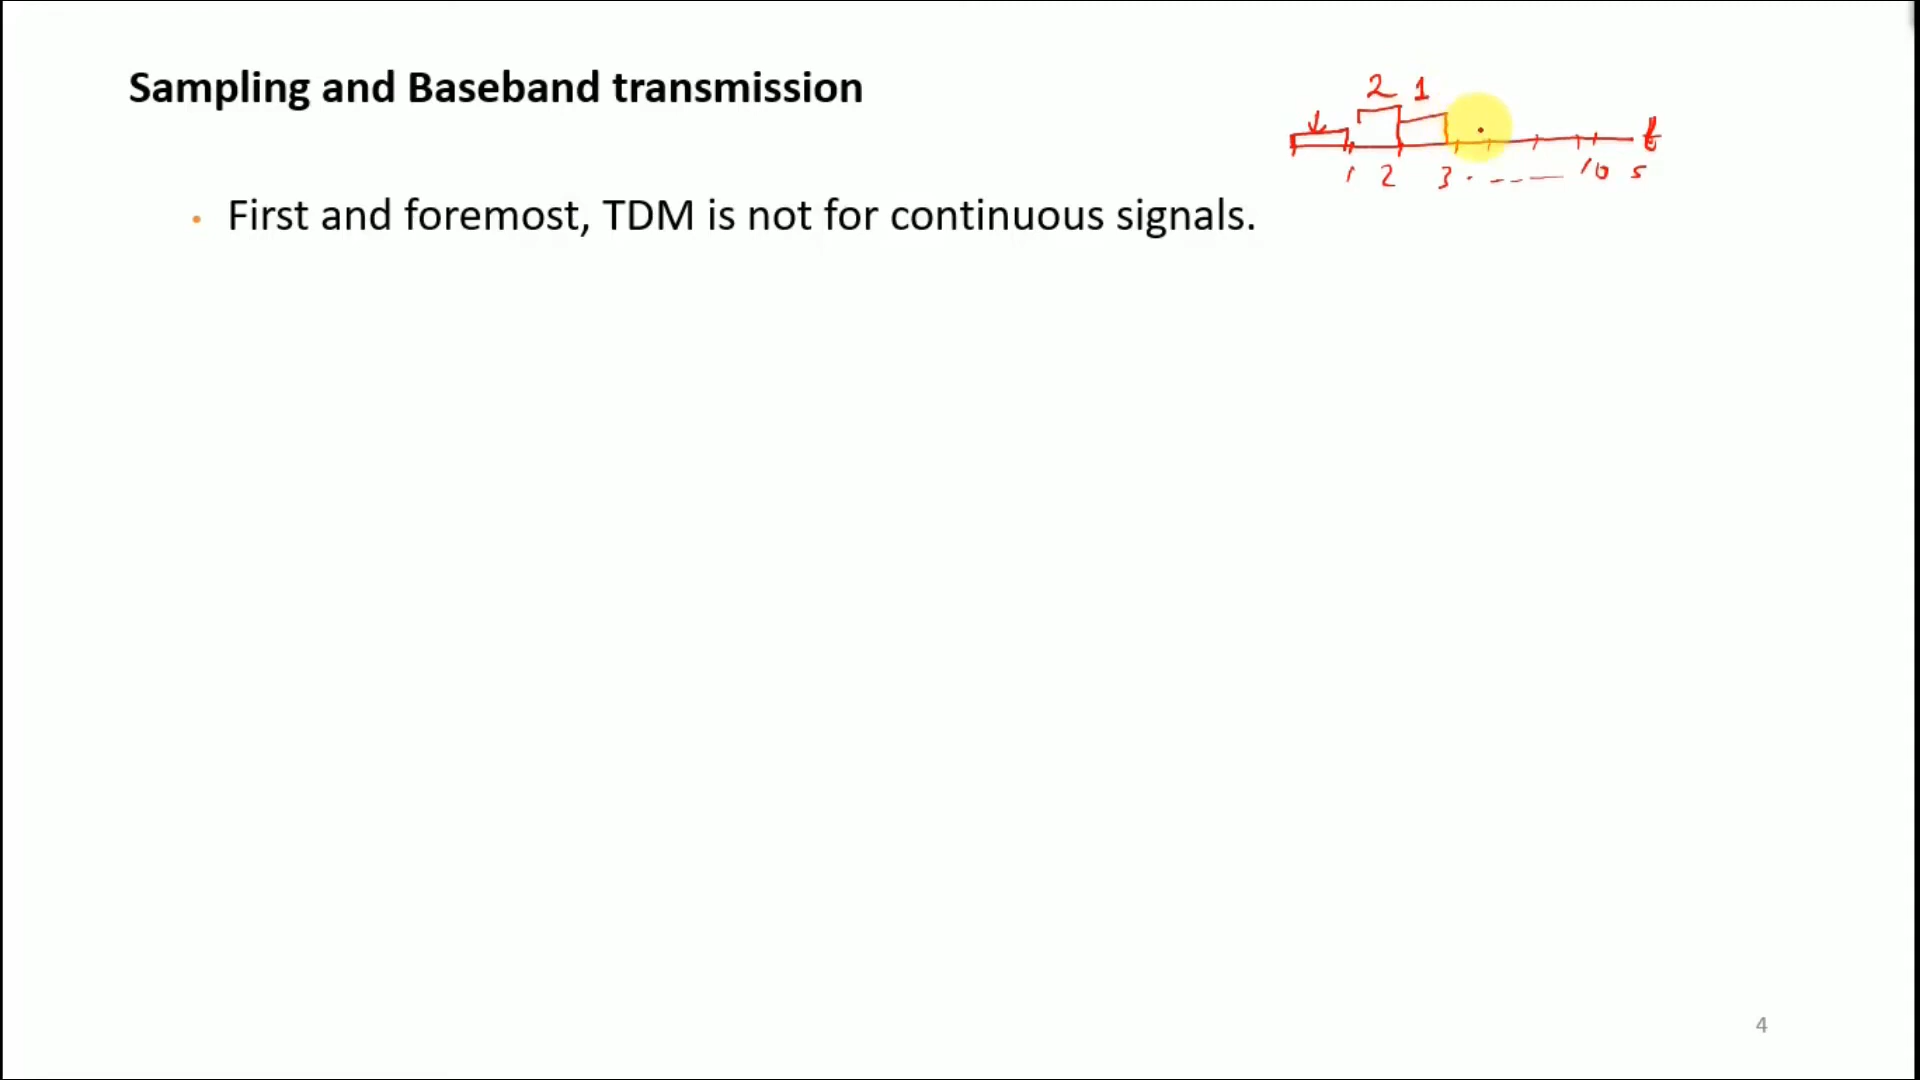 Sampling and Baseband transmission
2 1
1 2 3 . - - - 10 s
• First and foremost, TDM is not for continuous signals.
4